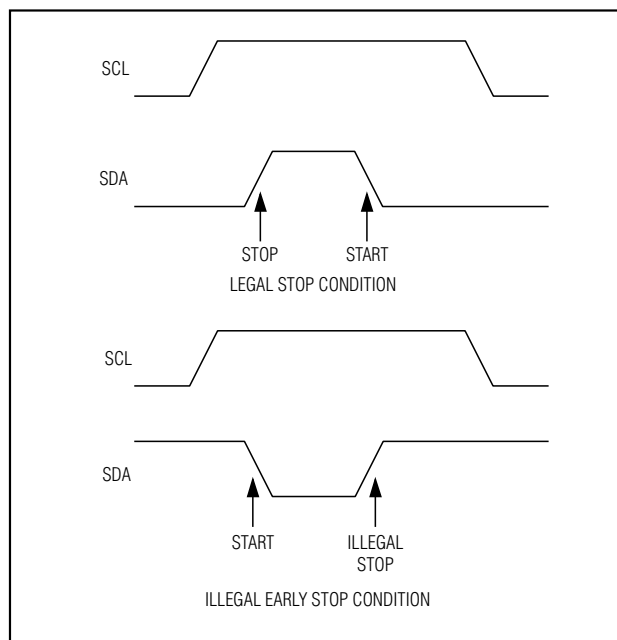 SCL
SDA
STOP START
LEGAL STOP CONDITION
SCL
SDA
START ILLEGAL
STOP
ILLEGAL EARLY STOP CONDITION